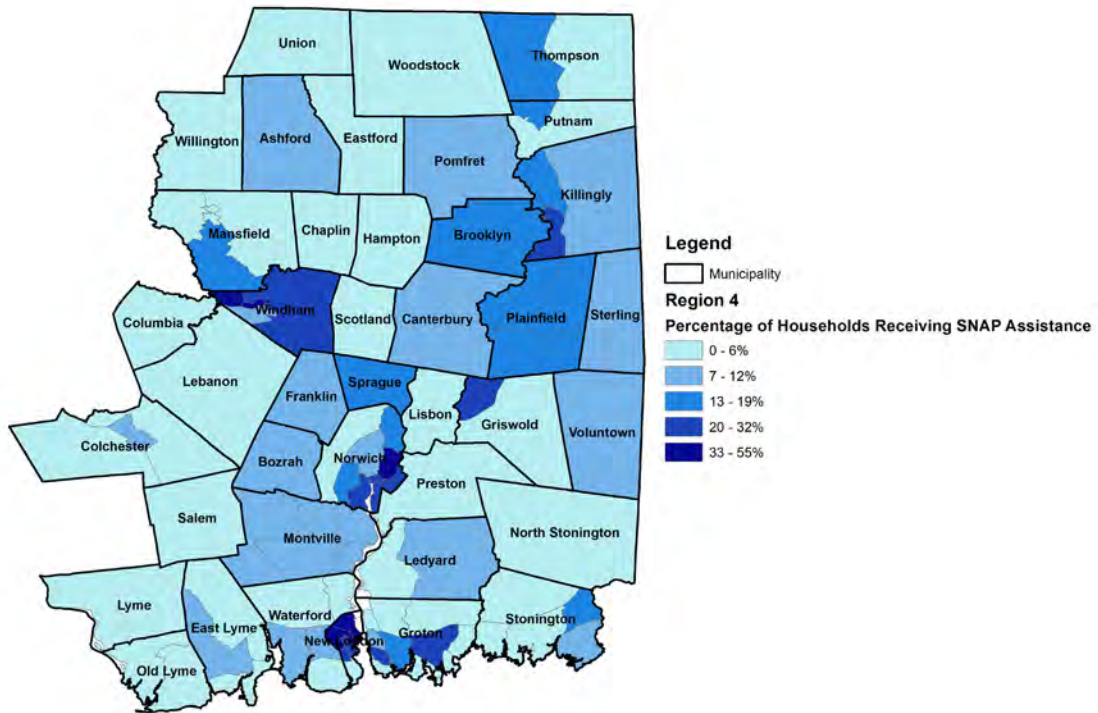 Union
Woodstock
Thompson
Putnam
Willington
Ashford
Eastford
Pomfret
Killingly
Mansfield
Chaplin
Hampton
Brooklyn
Windham
Columbia
Scotland
Canterbury
Plainfield
Sterling
Lebanon
Franklin
Sprague
Lisbon
Griswold
Voluntown
Colchester
Bozrah
Norwich
Preston
Salem
Montville
North Stonington
Ledyard
Lyme
East Lyme
Waterford
New London
Groton
Stonington
Old Lyme
Legend
Municipality
Region 4
Percentage of Households Receiving SNAP Assistance
0 - 6%
7 - 12%
13 - 19%
20 - 32%
33 - 55%